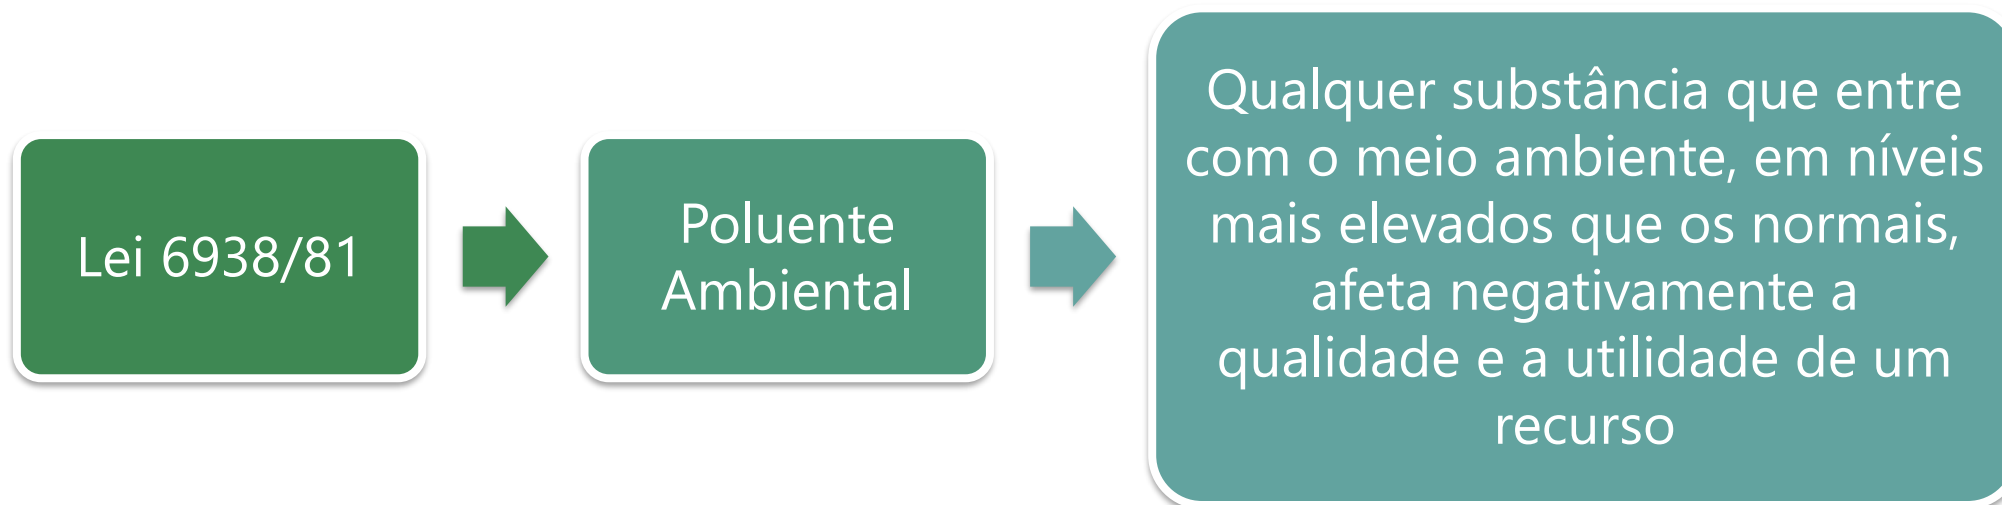 Lei 6938/81
Poluente
Ambiental
Qualquer substância que entre
com o meio ambiente, em níveis
mais elevados que os normais,
afeta negativamente a
qualidade e a utilidade de um
recurso